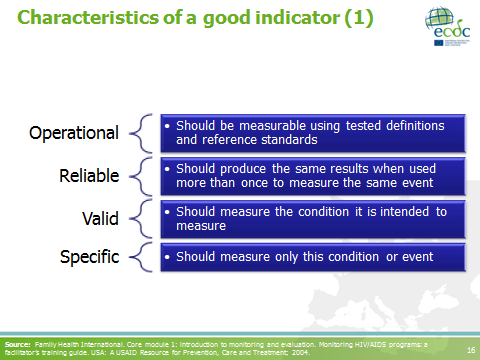 Characteristics of a good indicator (1)
ecdc
Operational
• Should be measurable using tested definitions
and reference standards
Reliable
• Should produce the same results when used
more than once to measure the same event
Valid
• Should measure the condition it is intended to
measure
Specific
• Should measure only this condition or event
Source: Family Health International. Core module 1: Introduction to monitoring and evaluation. Monitoring HIV/AIDS programs: a
facilitator's training guide. USA: A USAID Resource for Prevention, Care and Treatment; 2004.
16